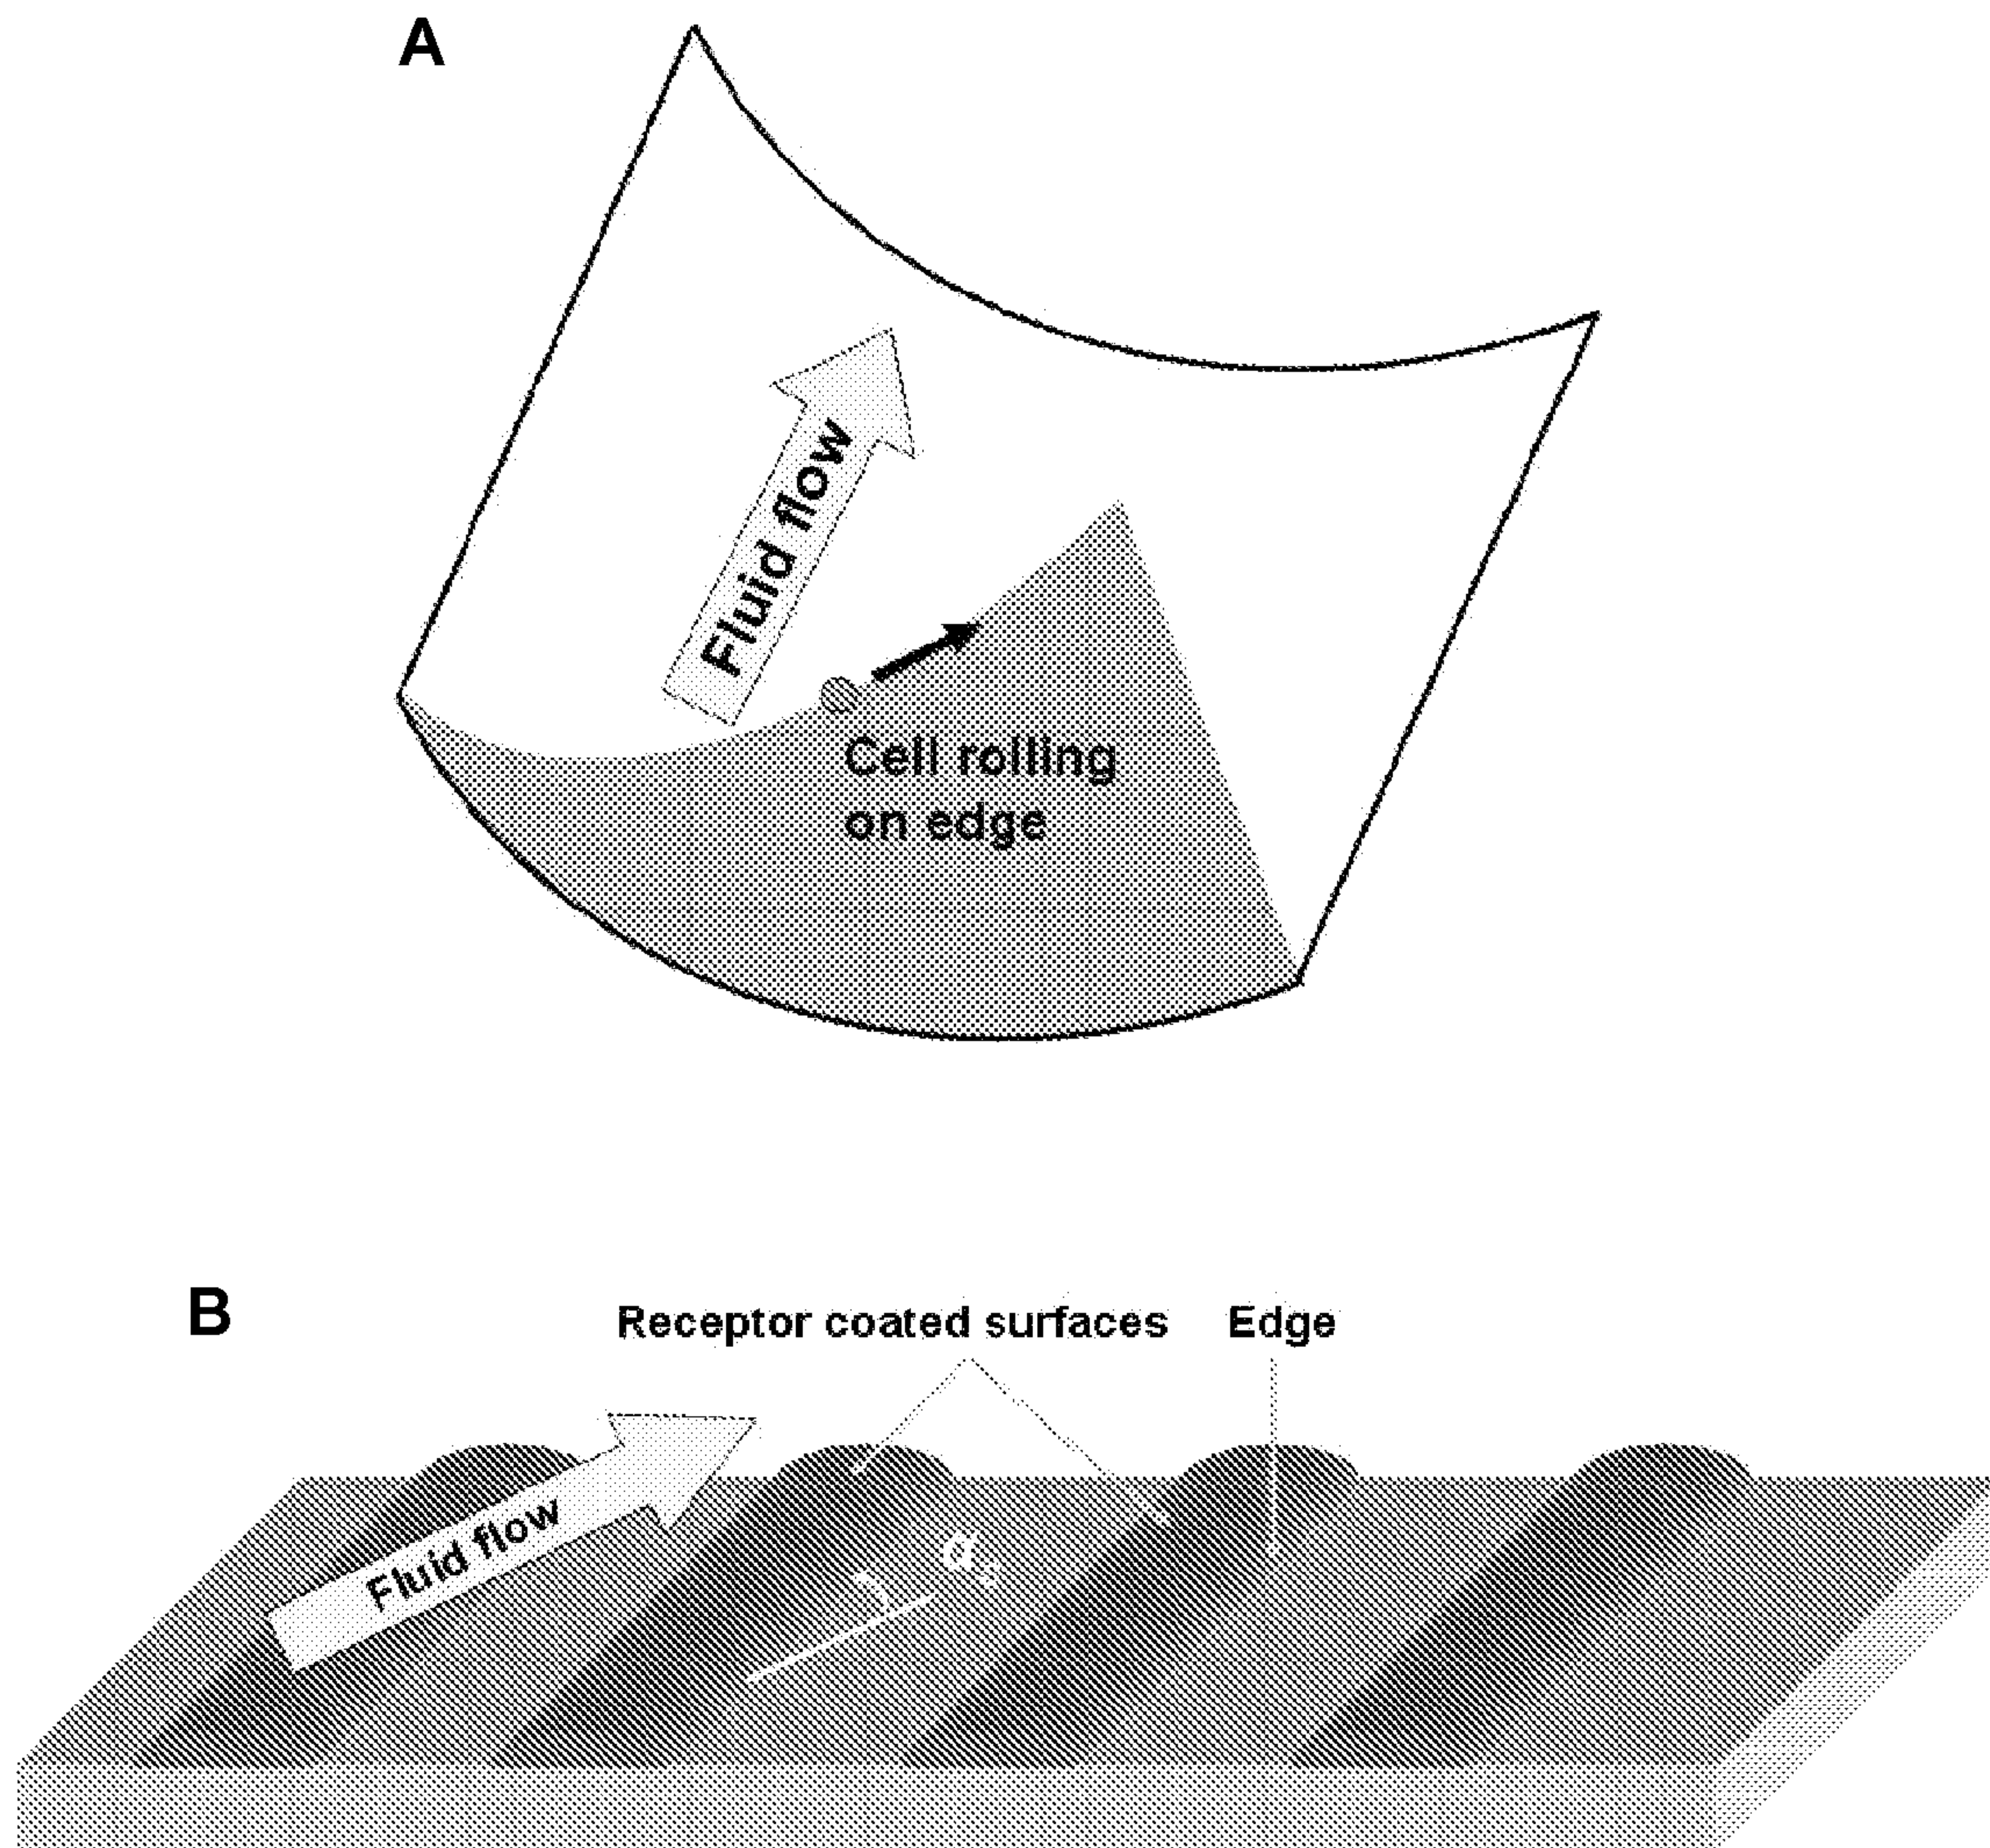 A
Fluid flow
Cell rolling
on edge
B
Receptor coated surfaces
Edge
Fluid flow
α